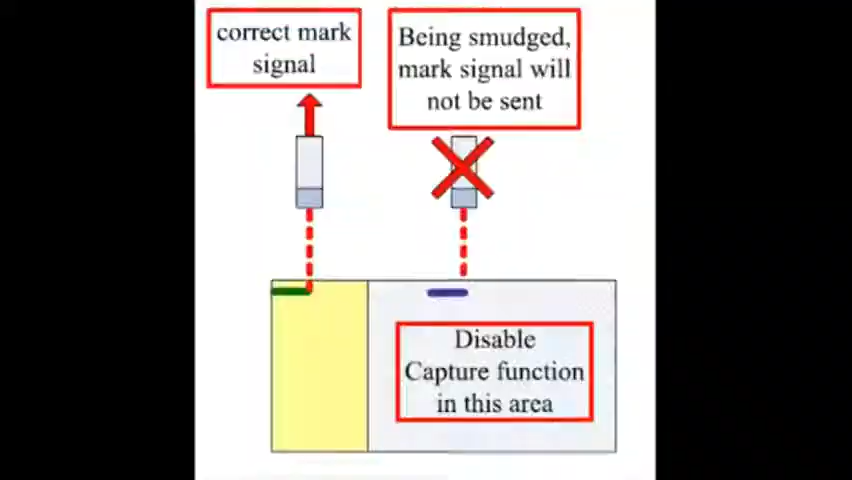 correct mark
signal
Being smudged,
mark signal will
not be sent
Disable
Capture function
in this area